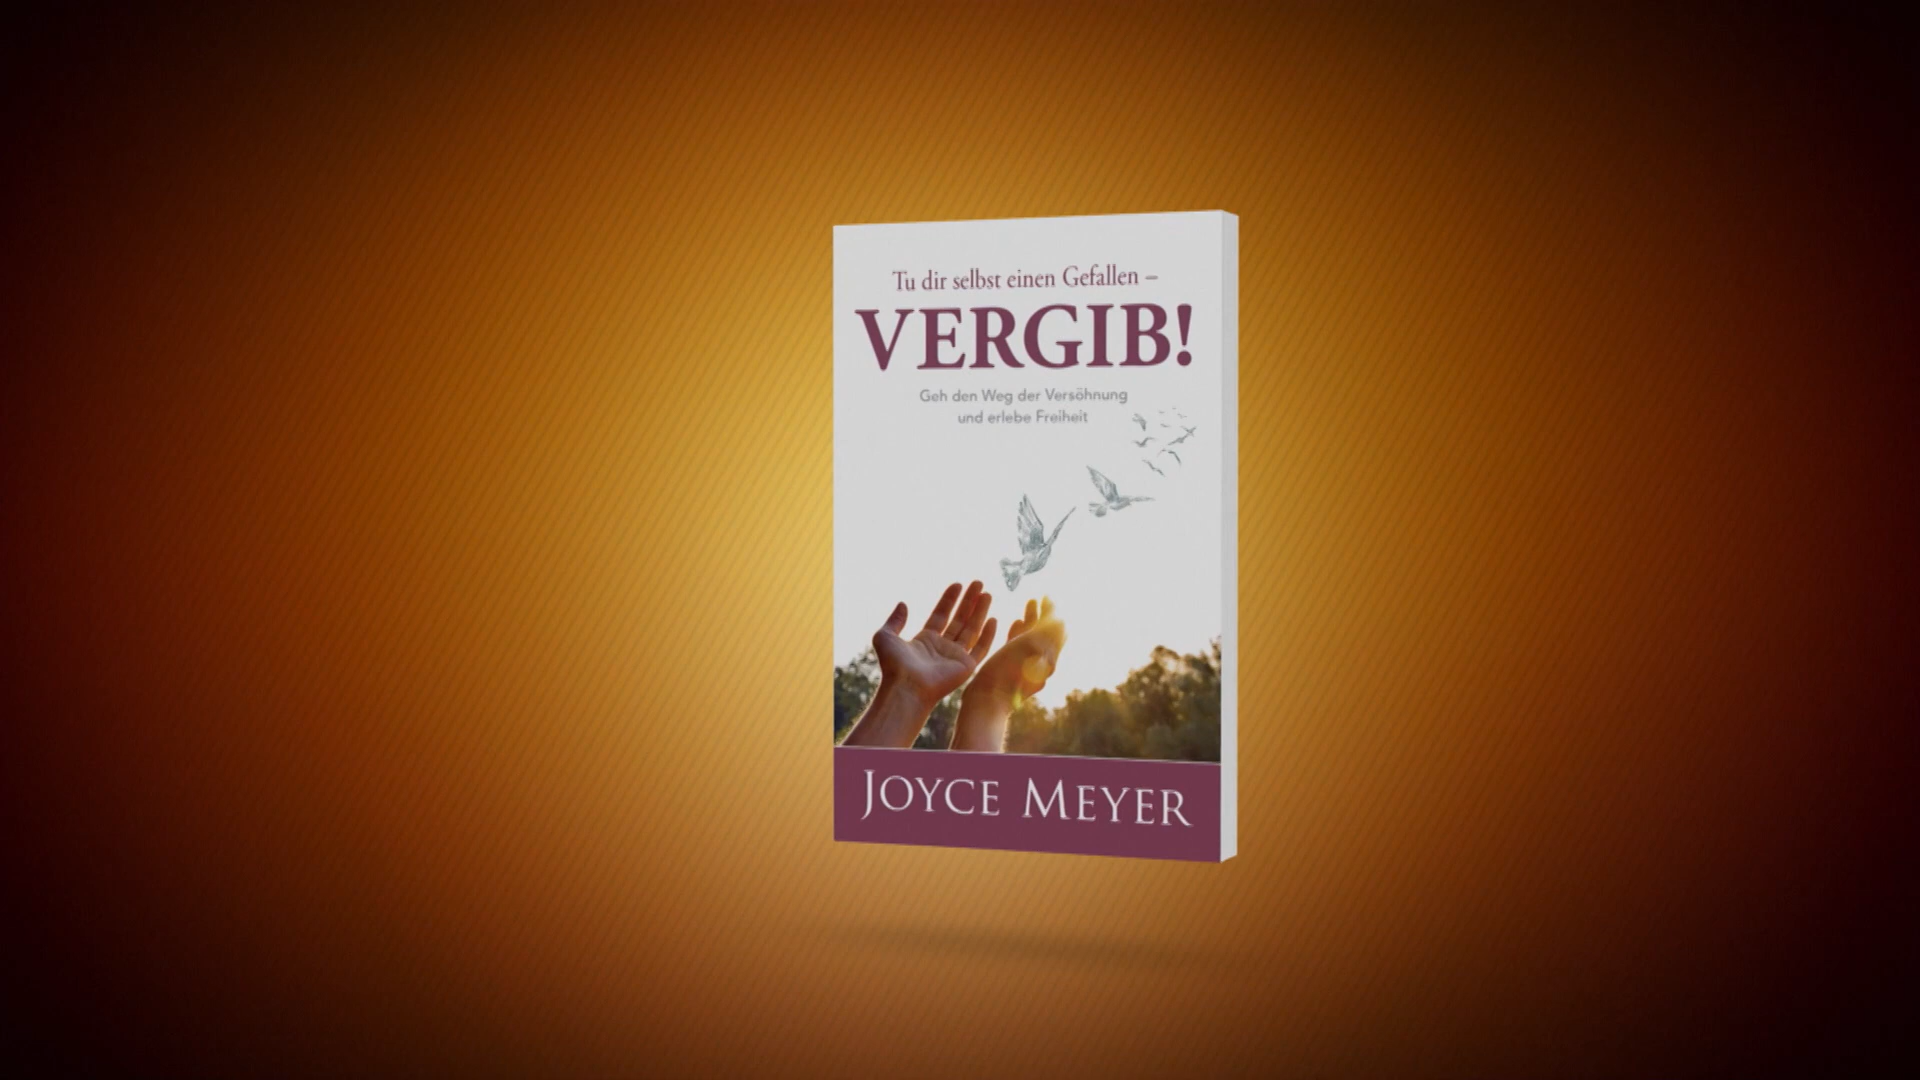 Tu dir selbst einen Gefallen –
VERGIB!
Geh den Weg der Versöhnung
und erlebe Freiheit
JOYCE MEYER